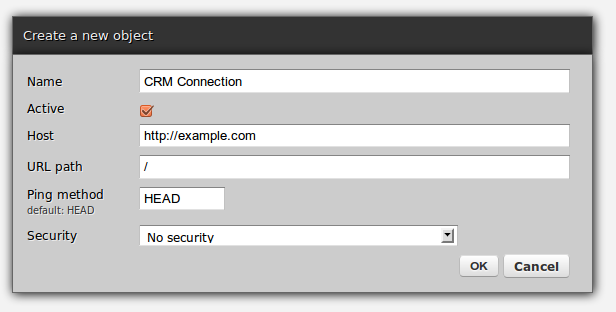 Create a new object
Name CRM Connection
Active
Host http://example.com
URL path /
Ping method HEAD
default: HEAD
Security No security
OK Cancel